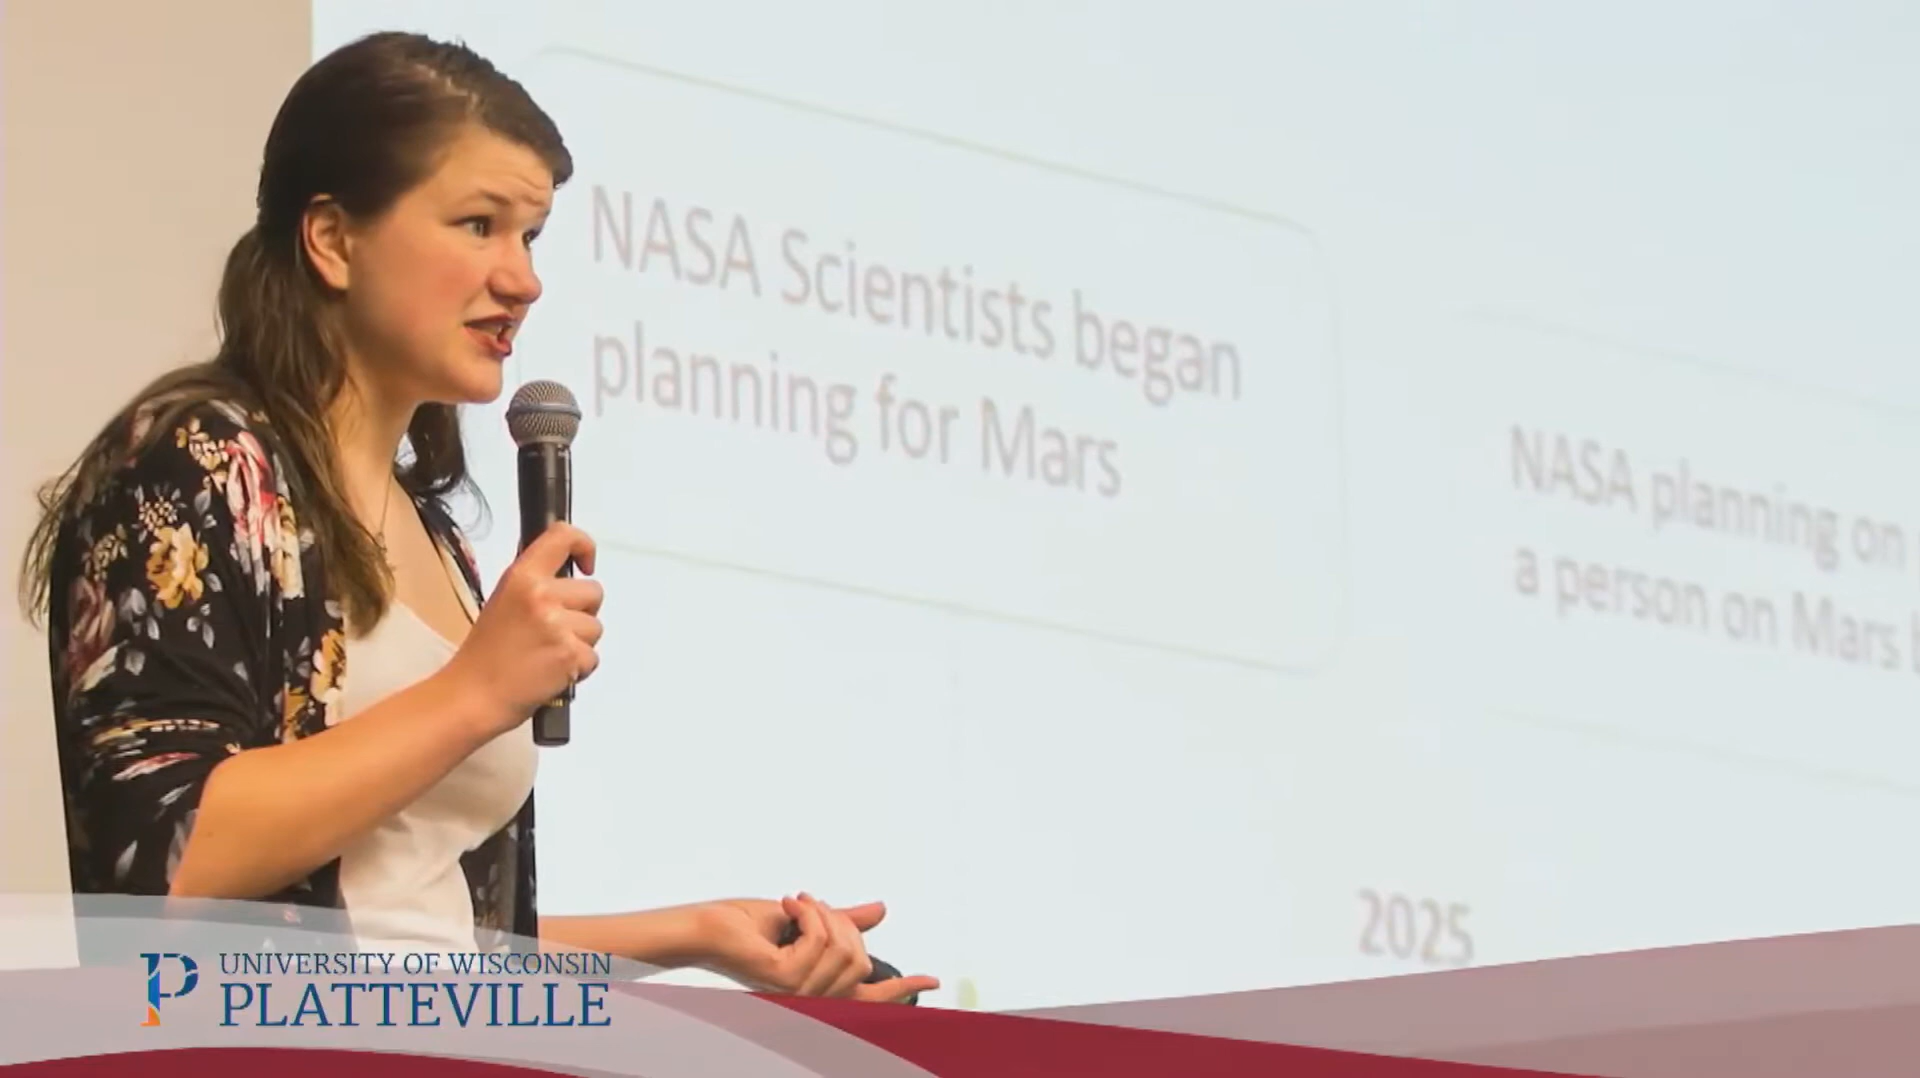 NASA Scientists began
planning for Mars
NASA planning on
a person on Mars
2025
UNIVERSITY OF WISCONSIN
PLATTEVILLE